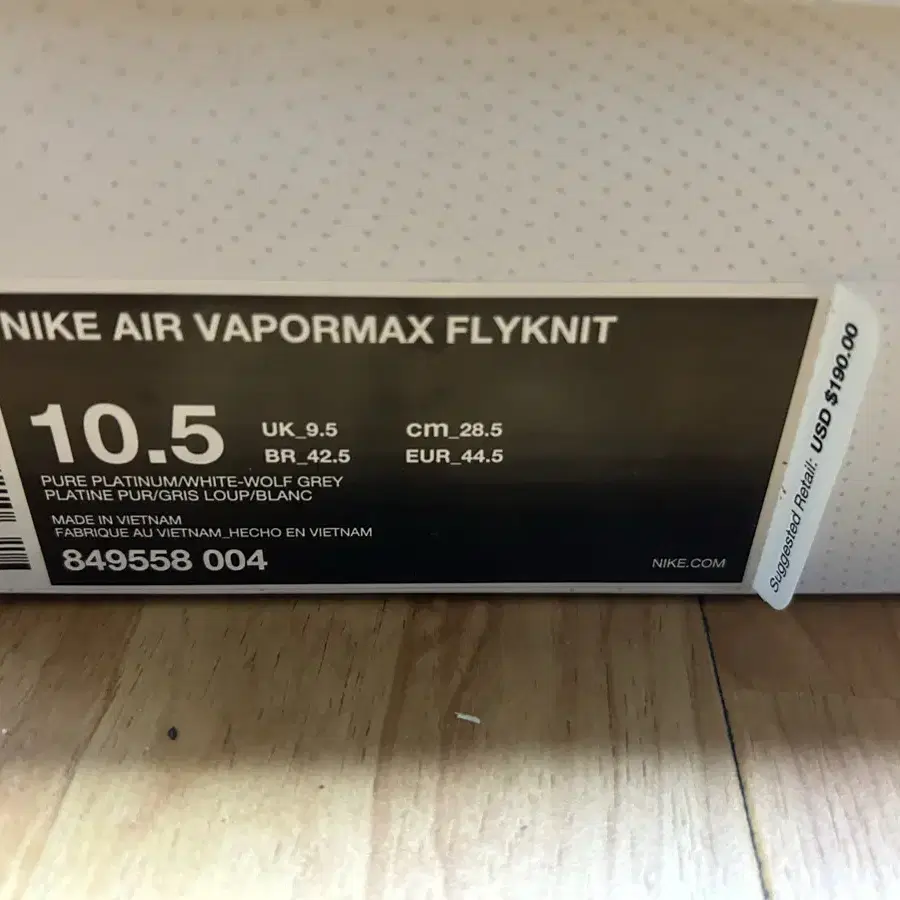 NIKE AIR VAPORMAX FLYKNIT
10.5
UK_9.5 cm_28.5
BR_42.5 EUR_44.5
PURE PLATINUM/WHITE-WOLF GREY
PLATINE PUR/GRIS LOUP/BLANC
MADE IN VIETNAM
FABRIQUE AU VIETNAM_HECHO EN VIETNAM
849558 004
NIKE.COM
Suggested Retail: USD $190.00